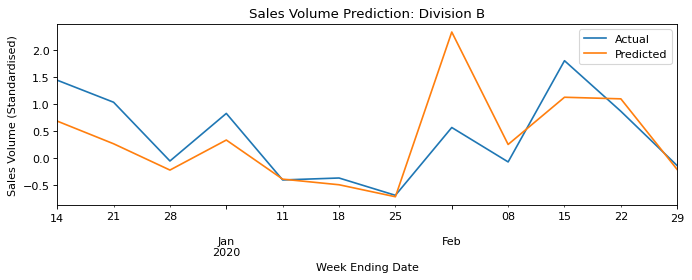 Sales Volume Prediction: Division B
Sales Volume (Standardised)
2.0
1.5
1.0
0.5
0.0
−0.5
Actual
Predicted
14 21 28 11 18 25 08 15 22 29
Jan Feb
2020
Week Ending Date